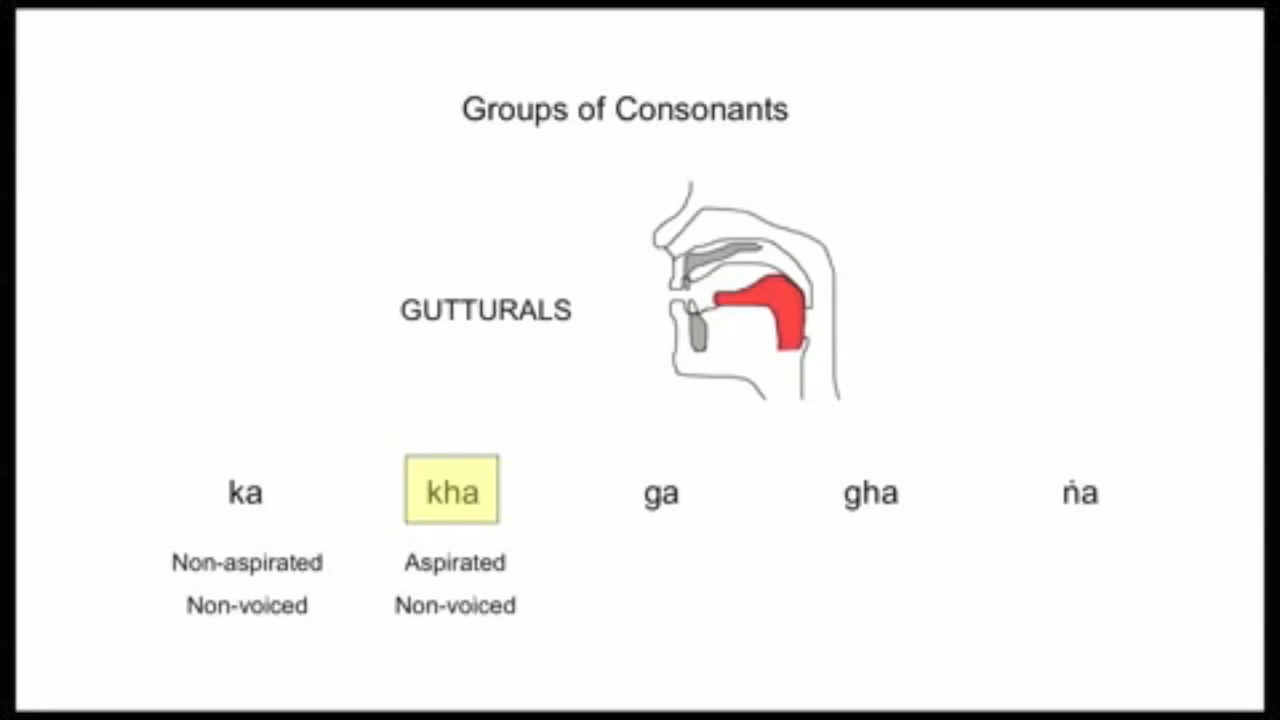 Groups of Consonants
GUTTURALS
ka kha ga gha ṅa
Non-aspirated Aspirated
Non-voiced Non-voiced